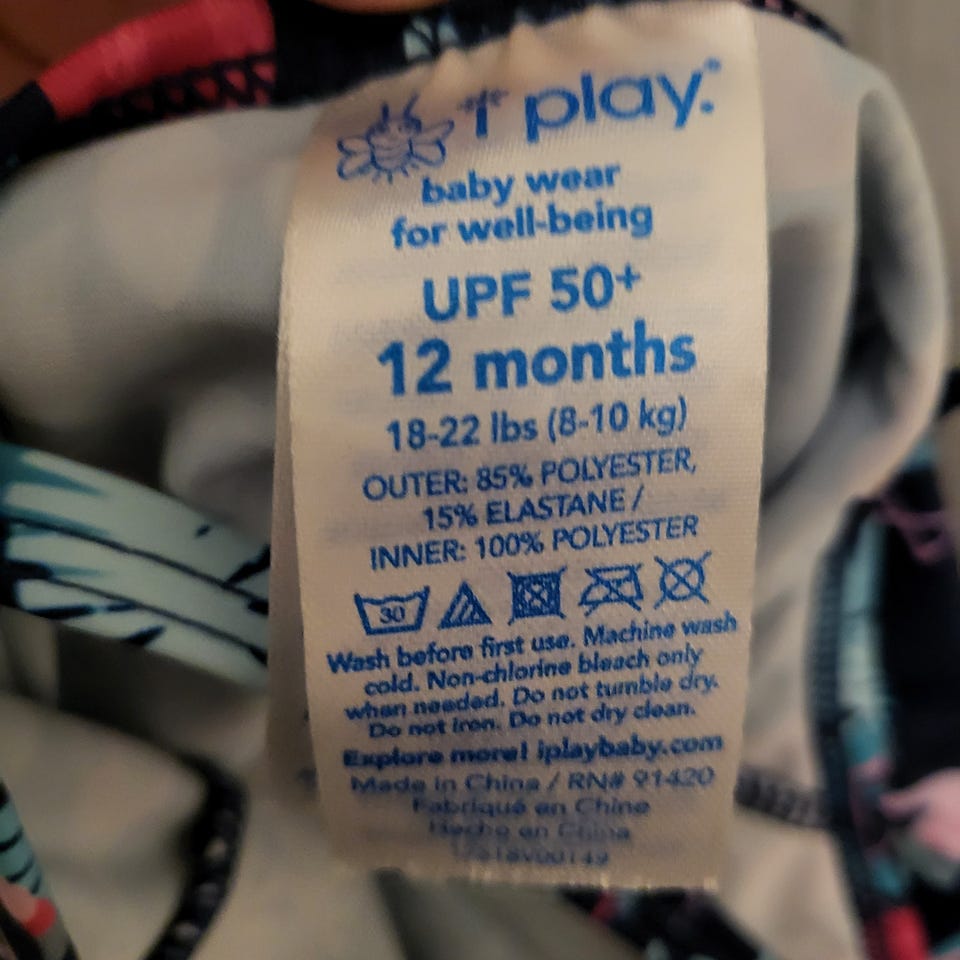 i play.
baby wear
for well-being
UPF 50+
12 months
18-22 lbs (8-10 kg)
OUTER: 85% POLYESTER,
15% ELASTANE /
INNER: 100% POLYESTER
30
Wash before first use. Machine wash
cold. Non-chlorine bleach only
when needed. Do not tumble dry.
Do not iron. Do not dry clean.
Explore more! iplaybaby.com
Made in China / RN# 91420
Fabriqué en Chine
Hecho en China